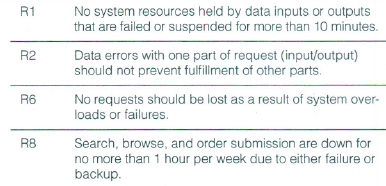 R1 No system resources held by data inputs or outputs
that are failed or suspended for more than 10 minutes.
R2 Data errors with one part of request (input/output)
should not prevent fulfillment of other parts.
R6 No requests should be lost as a result of system over-
loads or failures.
R8 Search, browse, and order submission are down for
no more than 1 hour per week due to either failure or
backup.